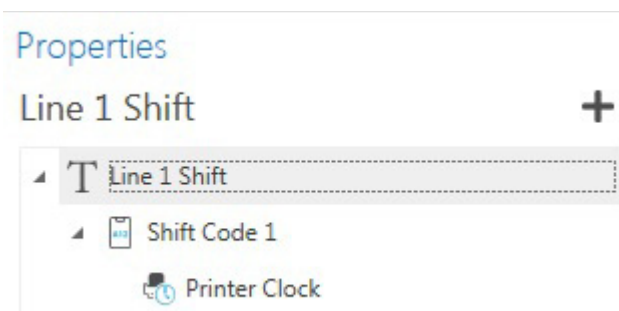 Properties
Line 1 Shift
T Line 1 Shift
Shift Code 1
Printer Clock